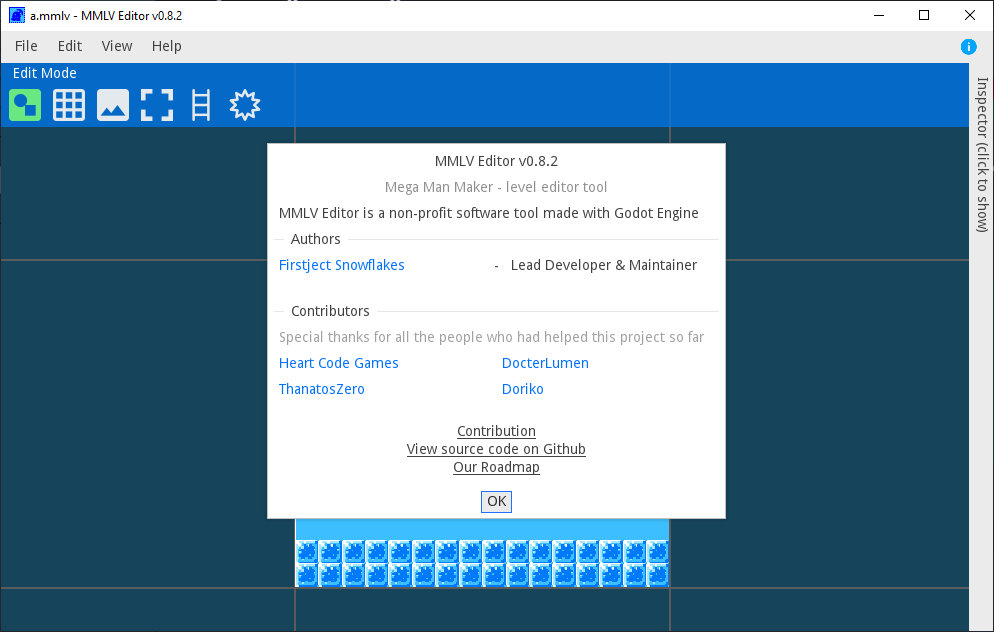 a.mmlv - MMLV Editor v0.8.2
File Edit View Help
Edit Mode
Inspector (click to show)
MMLV Editor v0.8.2
Mega Man Maker - level editor tool
MMLV Editor is a non-profit software tool made with Godot Engine
Authors
Firstject Snowflakes - Lead Developer & Maintainer
Contributors
Special thanks for all the people who had helped this project so far
Heart Code Games DocterLumen
ThanatosZero Doriko
Contribution
View source code on Github
Our Roadmap
OK